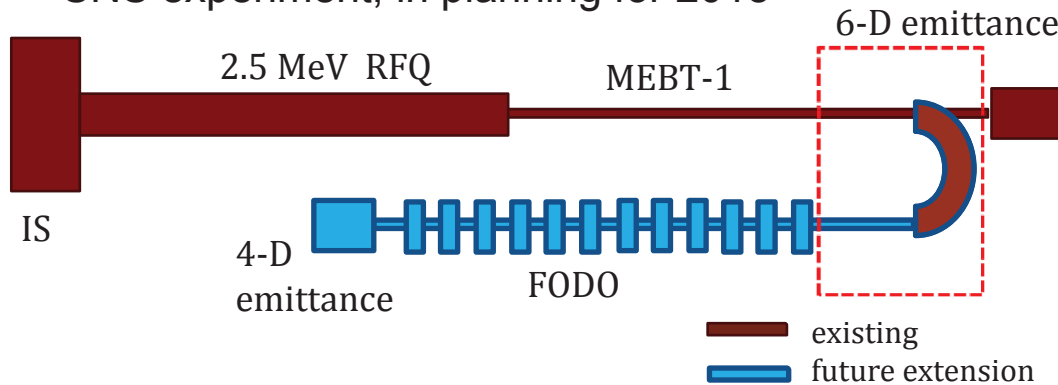 6-D emittance
2.5 MeV RFQ
MEBT-1
IS
4-D
emittance
FODO
existing
future extension